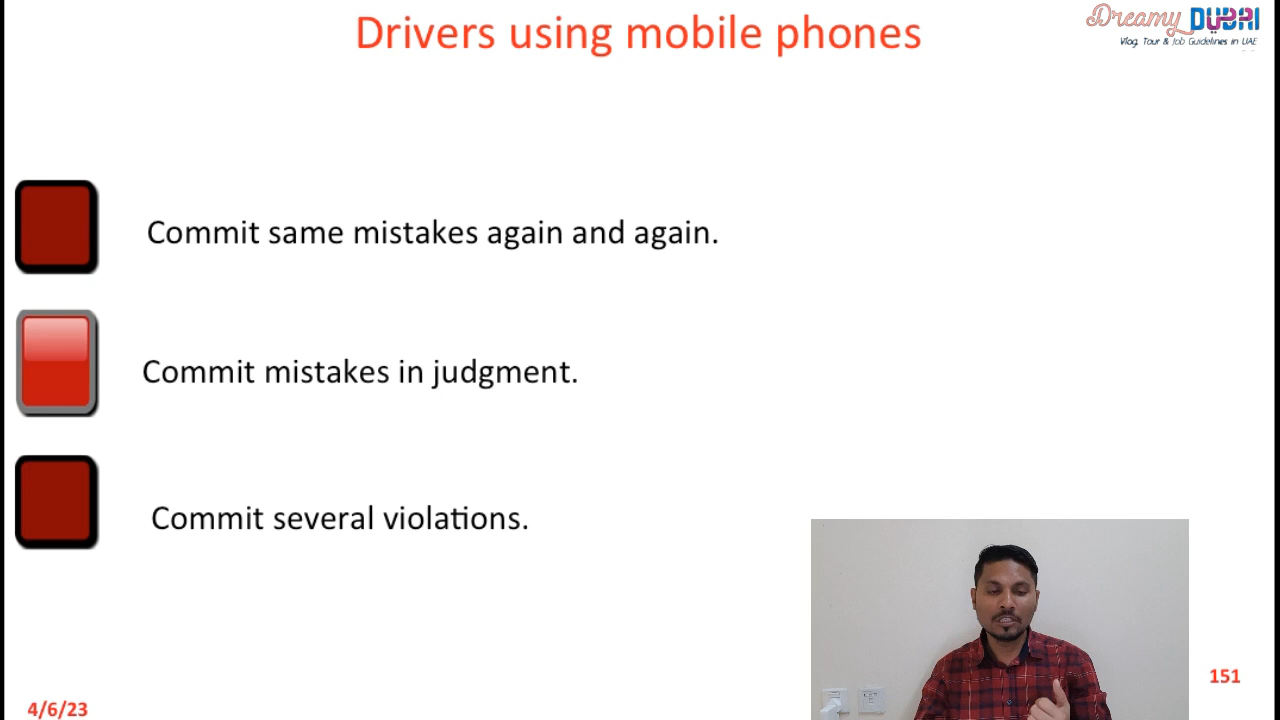 Drivers using mobile phones
Dreamy DUBAI
Vlog, Tour & Job Guidelines in UAE
Commit same mistakes again and again.
Commit mistakes in judgment.
Commit several violations.
151
4/6/23